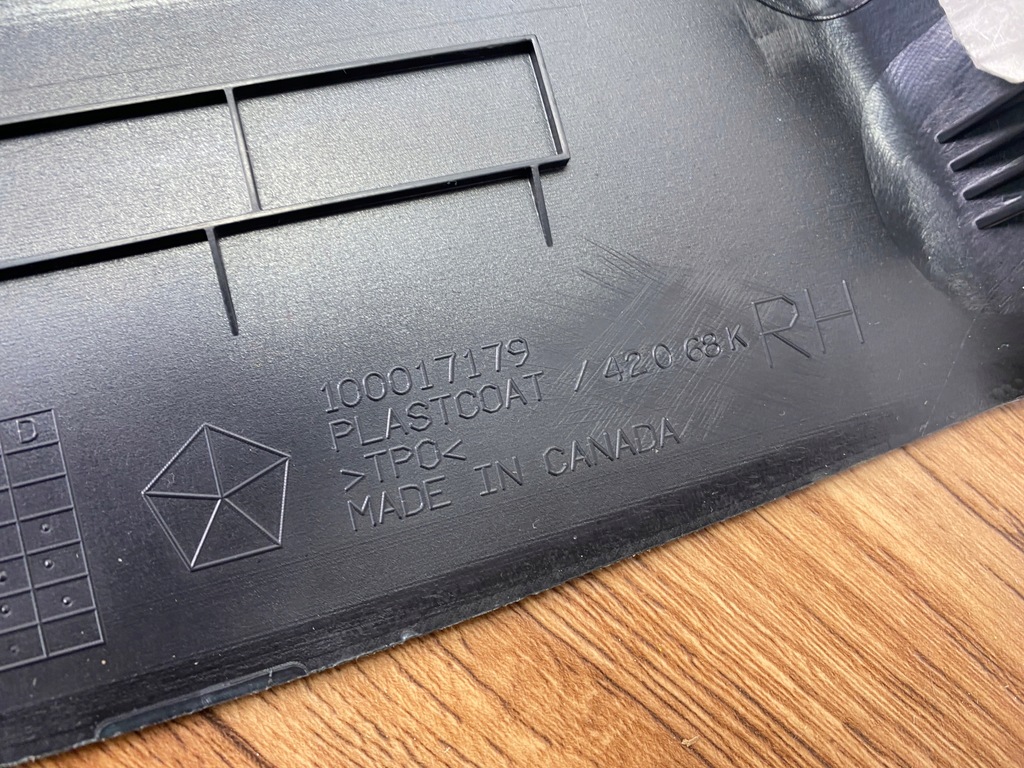 100017179
PLASTCOAT / 42068K RH
>TPO<
MADE IN CANADA
D